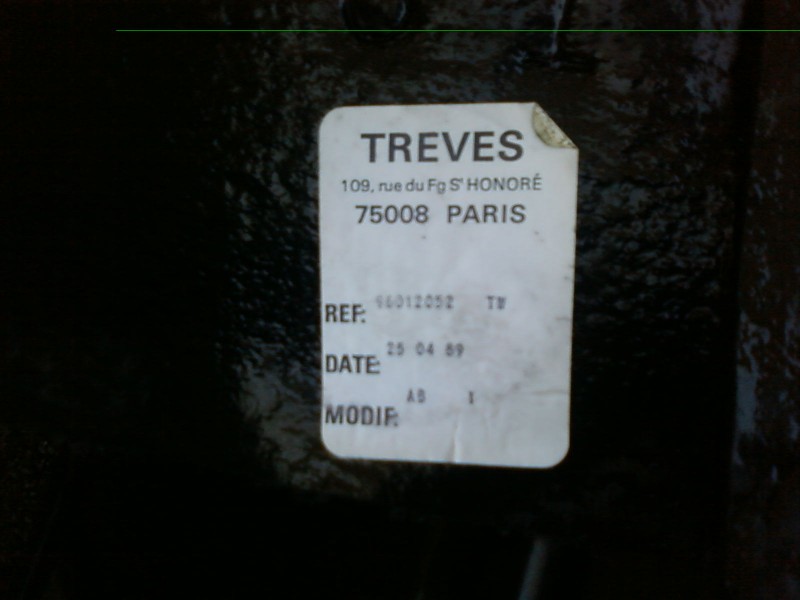 TREVES
109, rue du Fg St HONORÉ
75008 PARIS
REF: 96012052 TW
DATE: 25 04 89
MODIF: AB 1